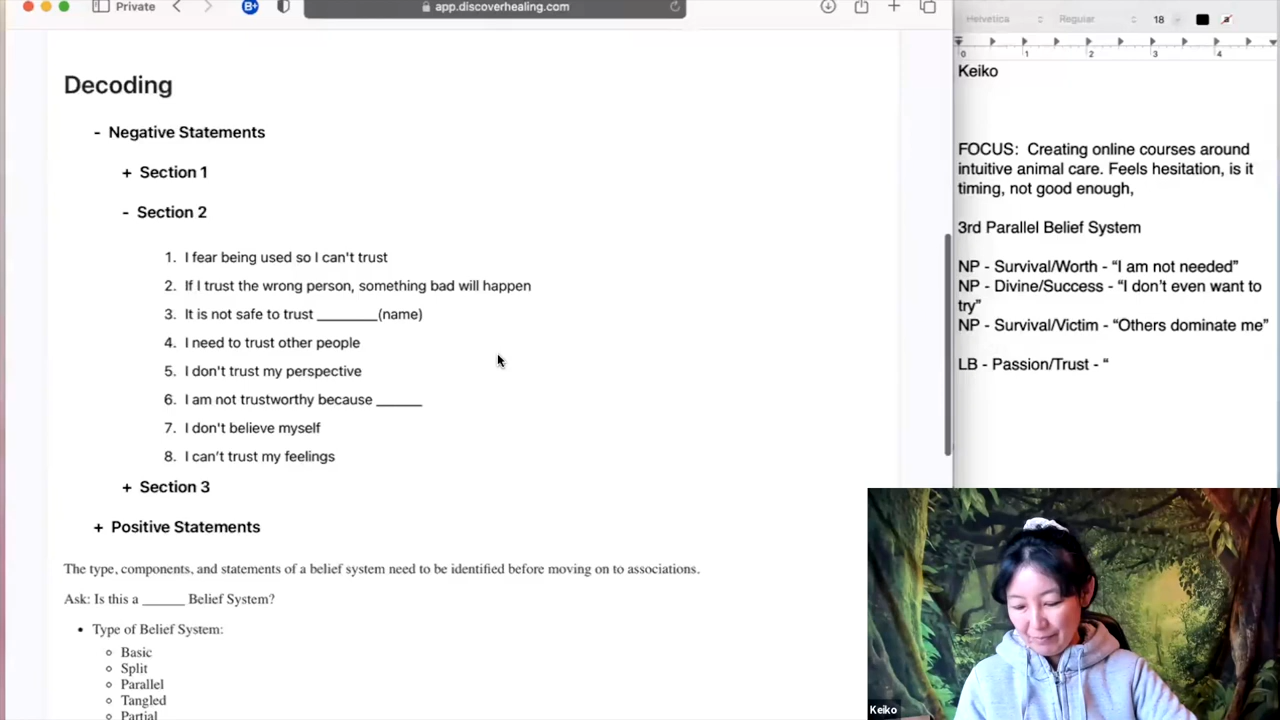 Private
B+
app.discoverhealing.com
Decoding
- Negative Statements
+ Section 1
- Section 2
1. I fear being used so I can't trust
2. If I trust the wrong person, something bad will happen
3. It is not safe to trust ________(name)
4. I need to trust other people
5. I don't trust my perspective
6. I am not trustworthy because ______
7. I don't believe myself
8. I can't trust my feelings
+ Section 3
+ Positive Statements
The type, components, and statements of a belief system need to be identified before moving on to associations.
Ask: Is this a ______ Belief System?
• Type of Belief System:
Basic
Split
Parallel
Tangled
Partial
Helvetica
Regular
18
0 1 2 3 4
Keiko
FOCUS: Creating online courses around
intuitive animal care. Feels hesitation, is it
timing, not good enough,
3rd Parallel Belief System
NP - Survival/Worth - “I am not needed”
NP - Divine/Success - “I don’t even want to
try”
NP - Survival/Victim - “Others dominate me”
LB - Passion/Trust - “
Keiko